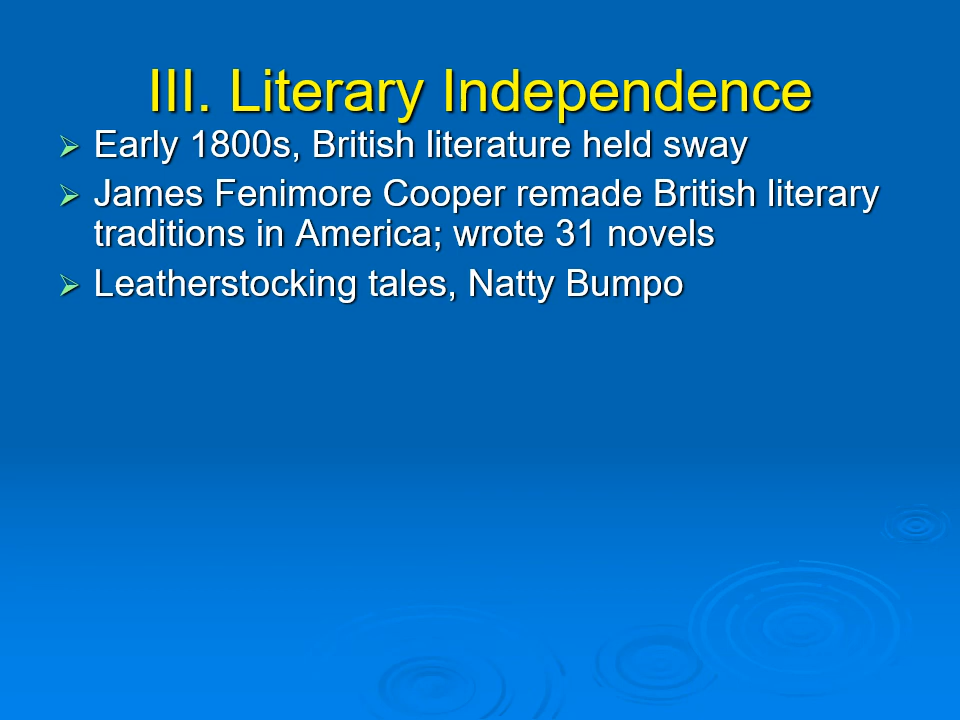 III. Literary Independence
Early 1800s, British literature held sway
James Fenimore Cooper remade British literary
traditions in America; wrote 31 novels
Leatherstocking tales, Natty Bumpo